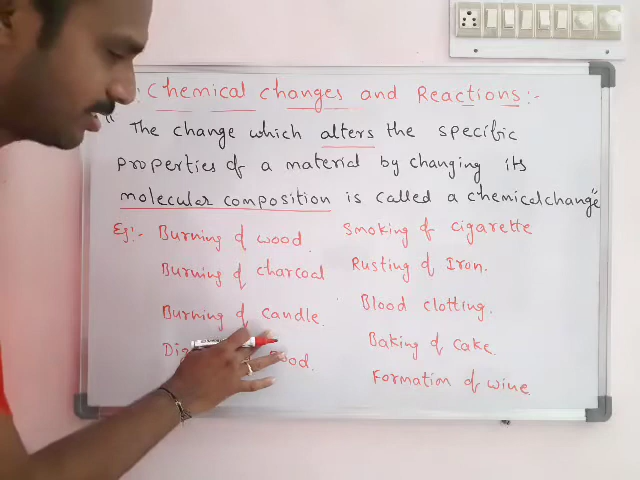 Chemical changes and Reactions :-
" The change which alters the specific
properties of a material by changing its
molecular composition is called a chemical change"
Eg:- Burning of wood.
Burning of charcoal
Burning of candle.
food.
Smoking of cigarette
Rusting of Iron.
Blood clotting.
Baking of cake.
Formation of wine.